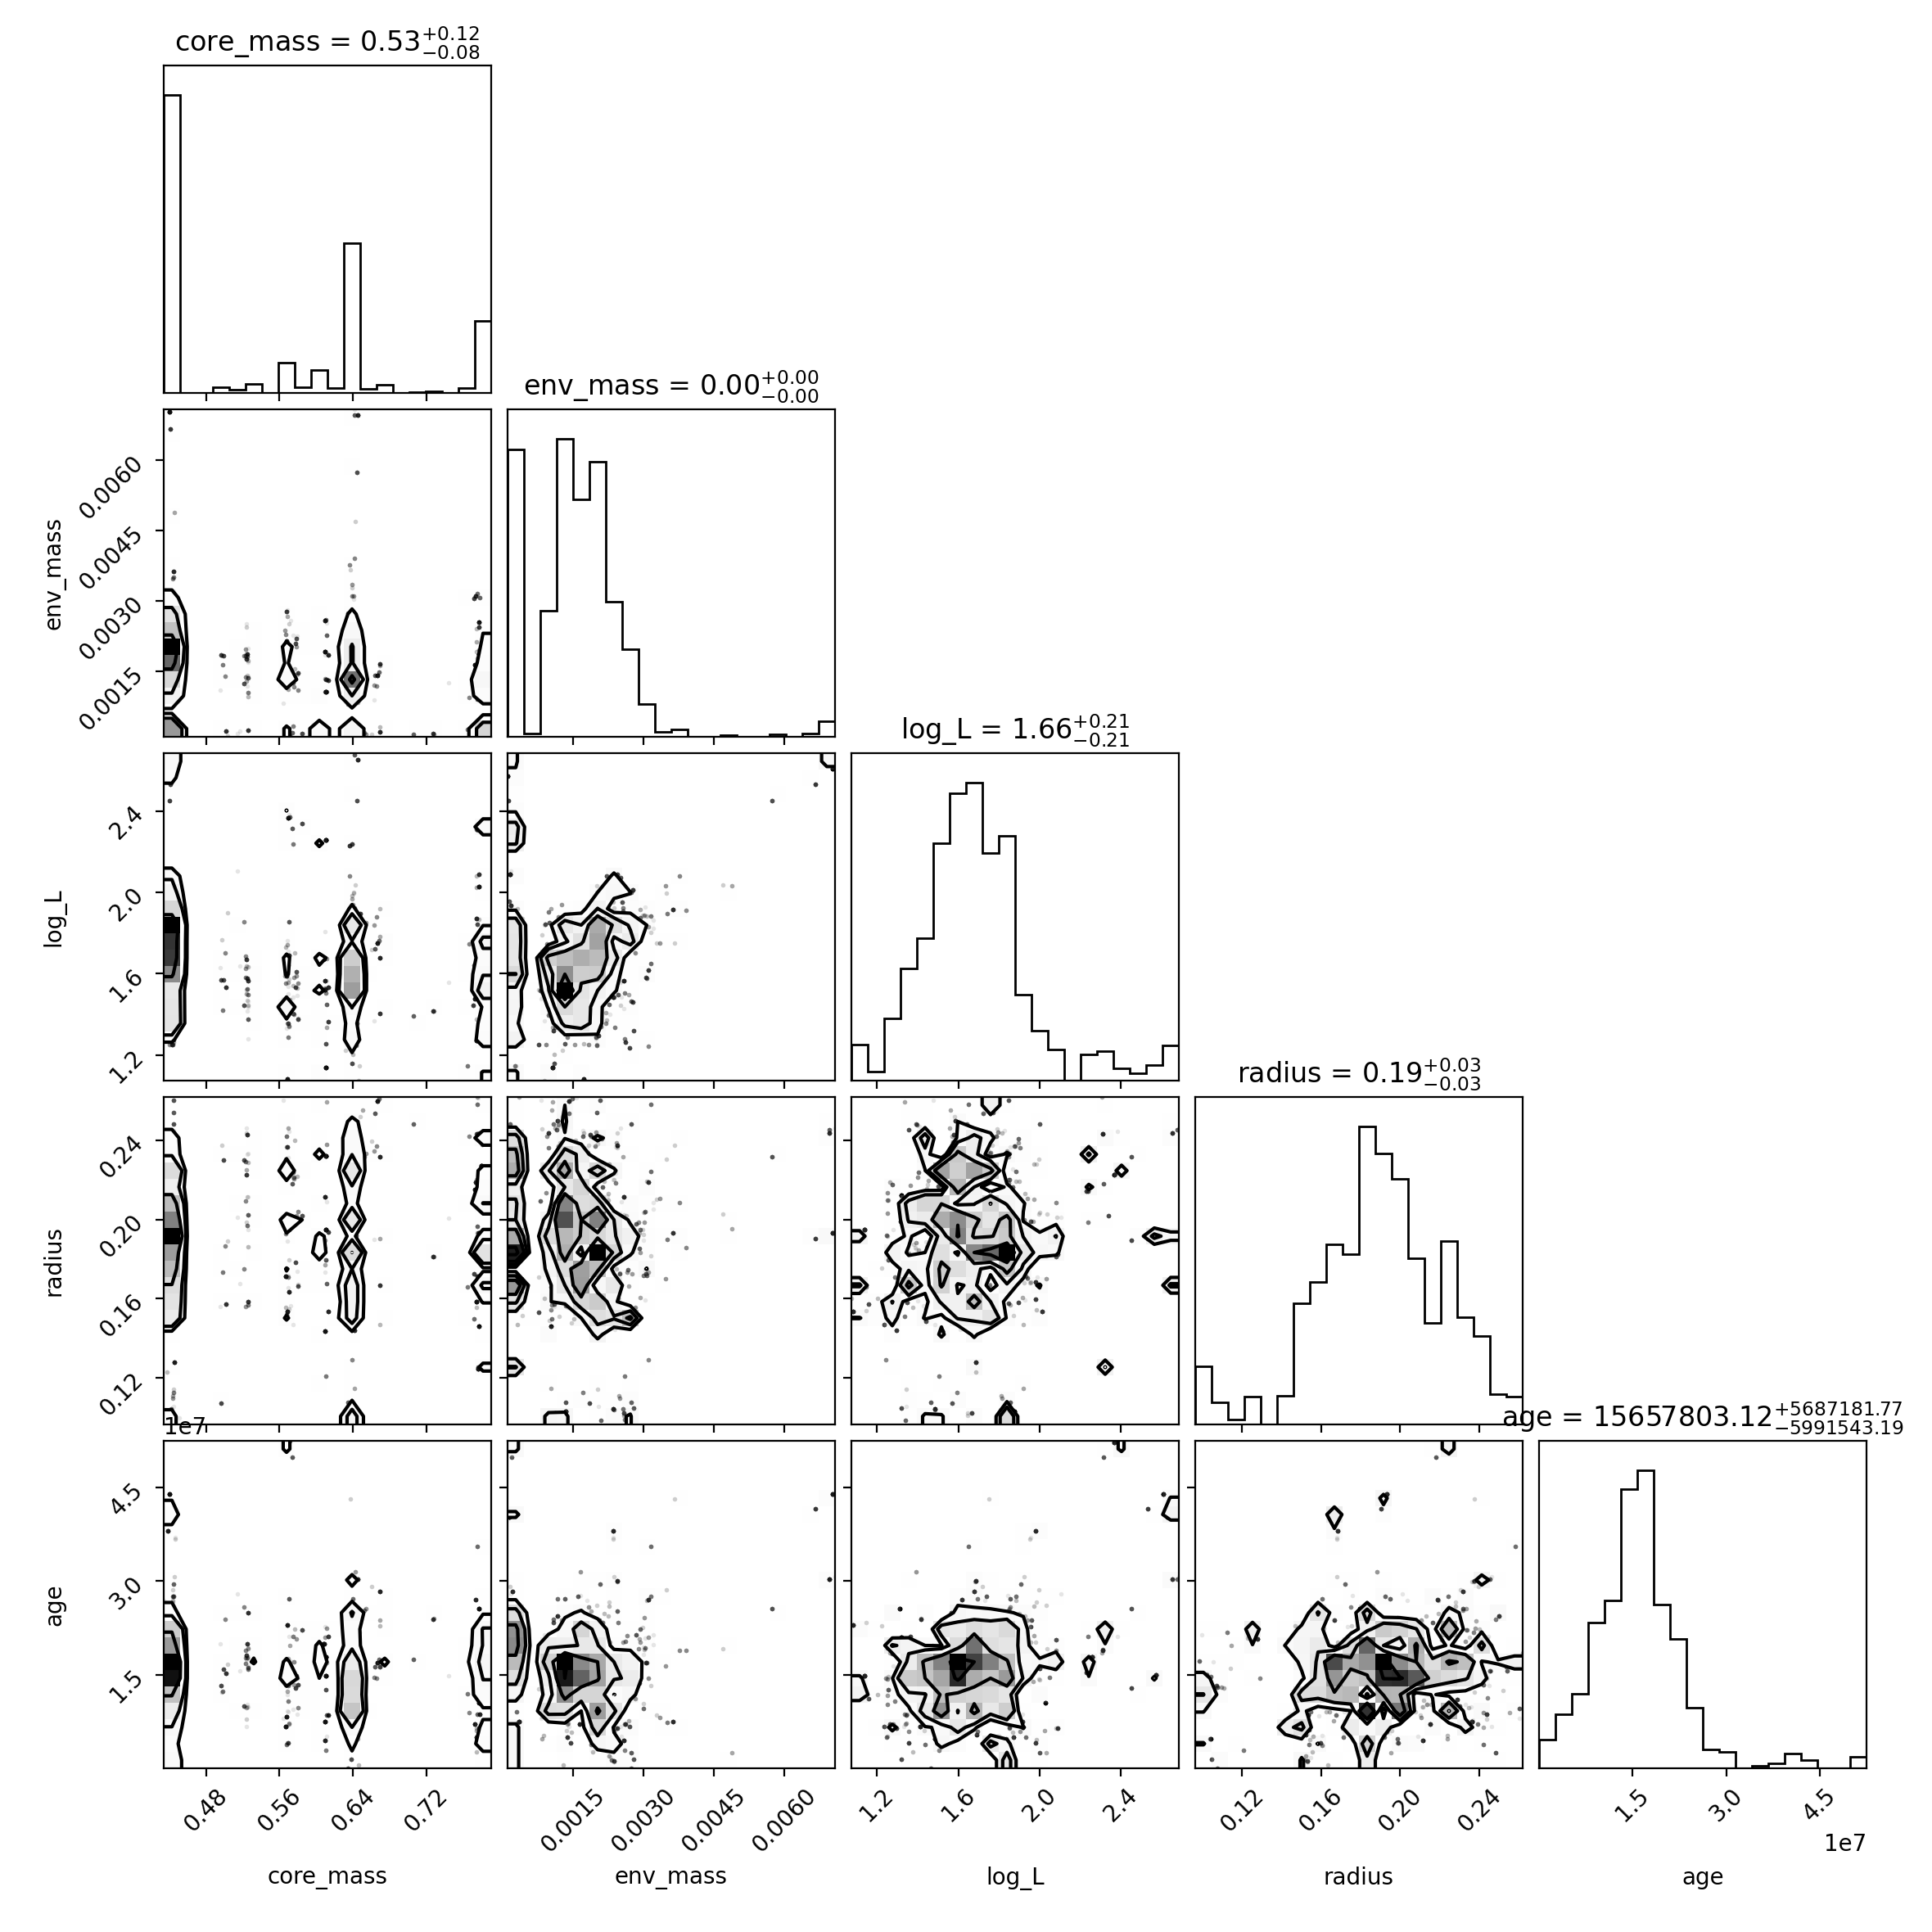 core_mass = 0.53+0.12 −0.08
env_mass = 0.00+0.00 −0.00
0.0060
0.0045
0.0030
0.0015
env_mass
log_L = 1.66+0.21 −0.21
2.4
2.0
1.6
1.2
log_L
radius = 0.19+0.03 −0.03
0.24
0.20
0.16
0.12
radius
1e7
age = 15657803.12+5687181.77 −5991543.19
4.5
3.0
1.5
age
0.48 0.56 0.64 0.72
0.0015 0.0030 0.0045 0.0060
1.2 1.6 2.0 2.4
0.12 0.16 0.20 0.24
1.5 3.0 4.5
1e7
core_mass env_mass log_L radius age